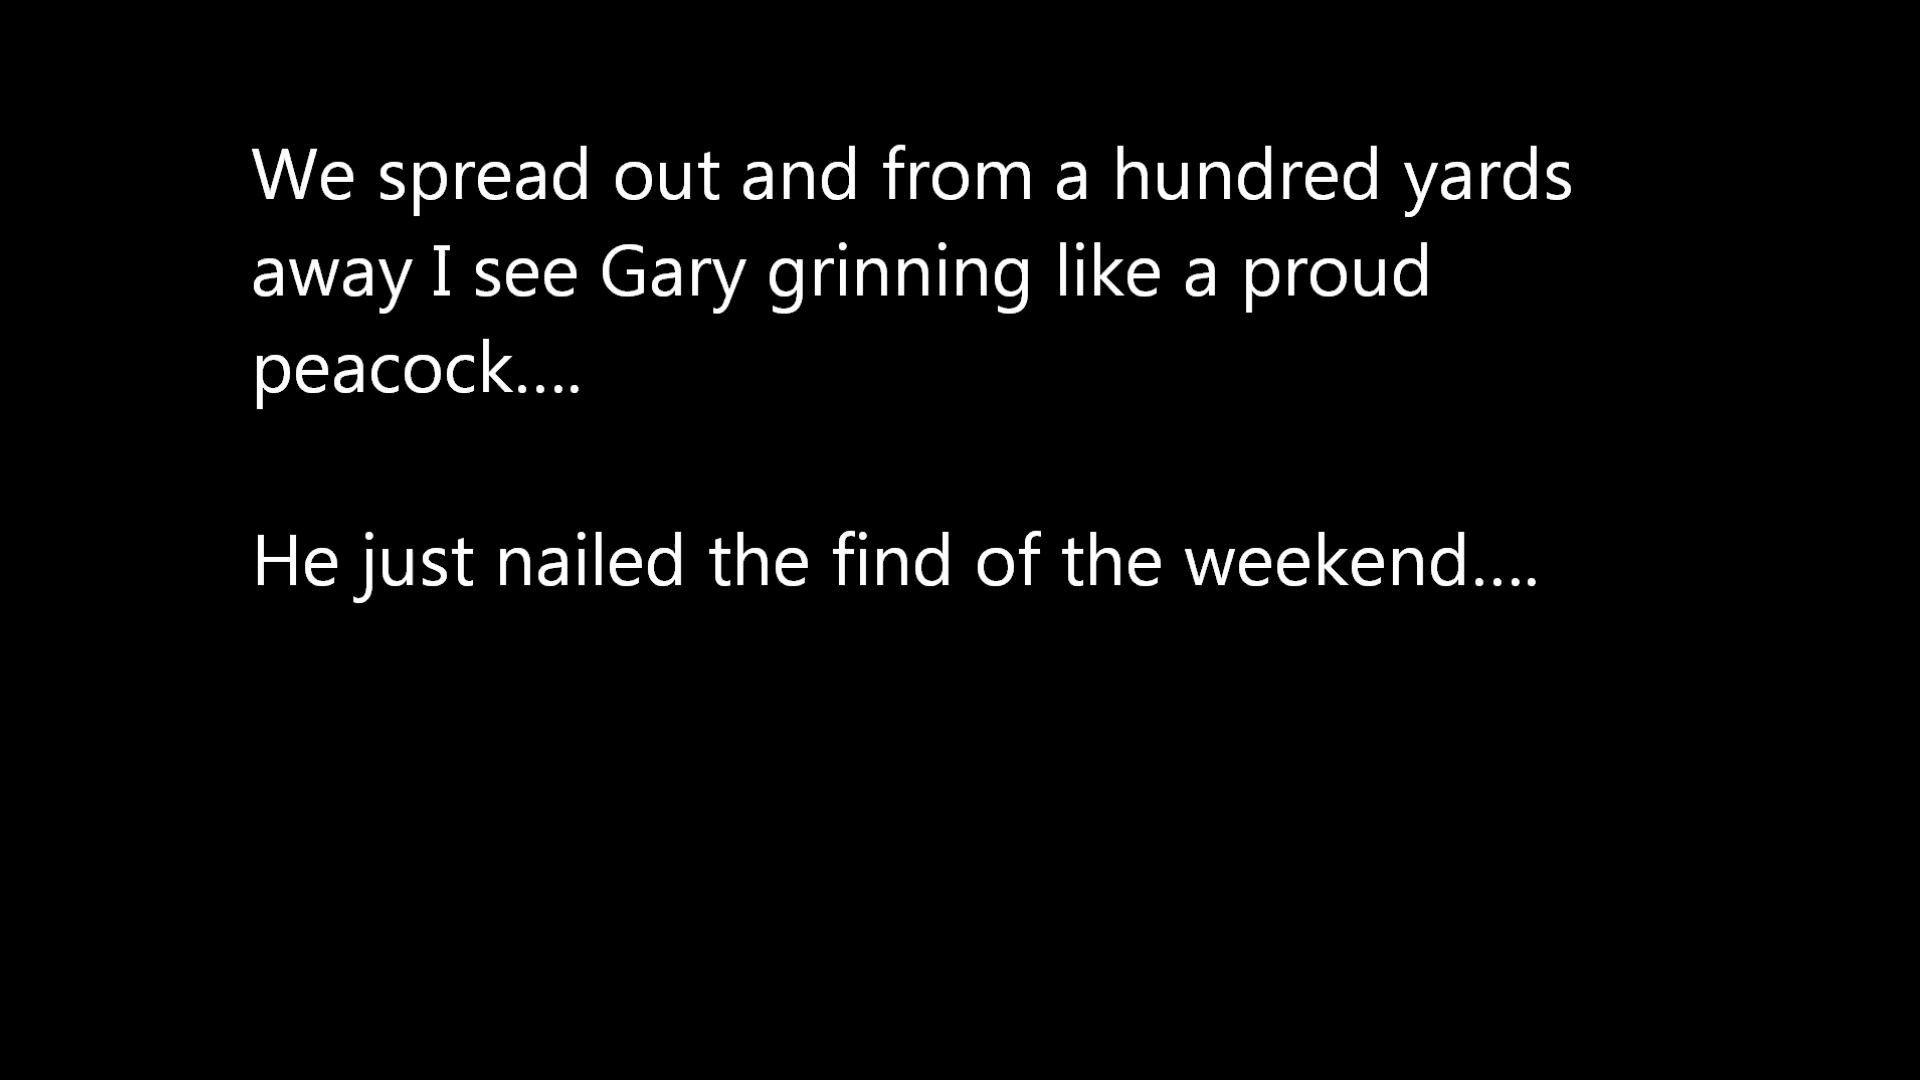 We spread out and from a hundred yards
away I see Gary grinning like a proud
peacock....
He just nailed the find of the weekend....